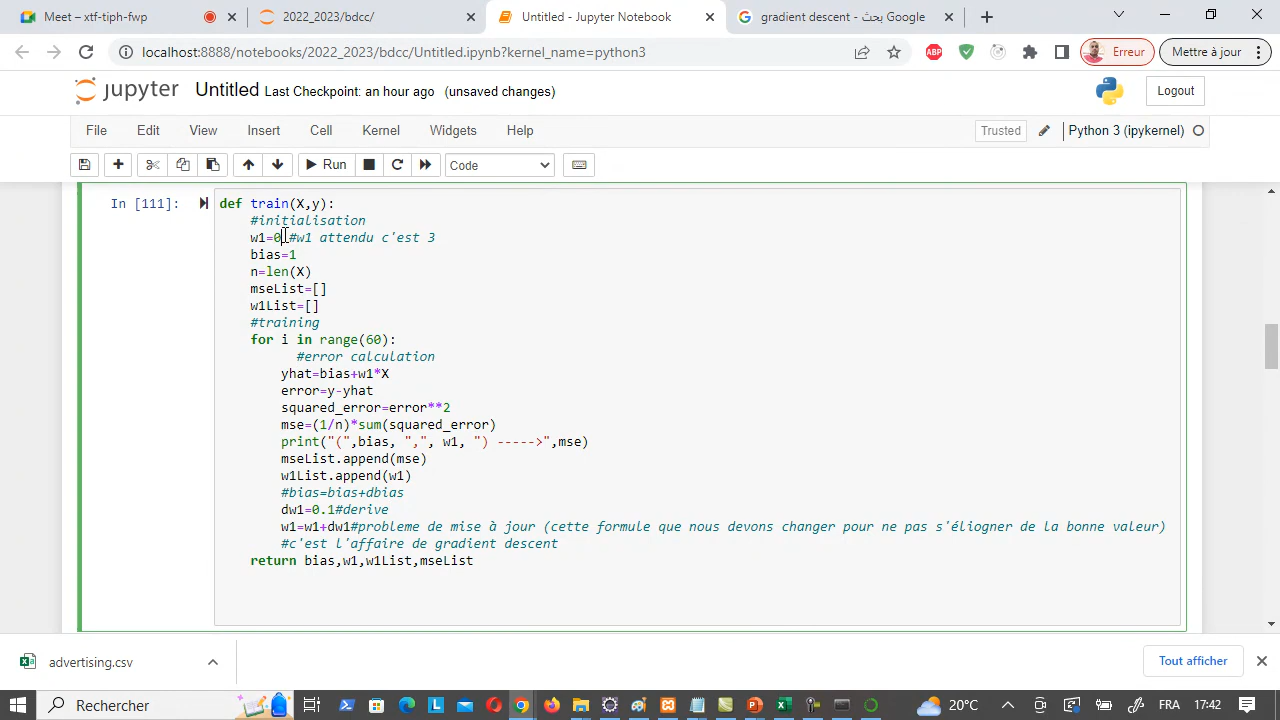 Meet – xtf-tiph-fwp
2022_2023/bdcc/
Untitled - Jupyter Notebook
gradient descent - بحث Google
localhost:8888/notebooks/2022_2023/bdcc/Untitled.ipynb?kernel_name=python3
ABP
Erreur
Mettre à jour
jupyter Untitled Last Checkpoint: an hour ago (unsaved changes)
Logout
File Edit View Insert Cell Kernel Widgets Help
Trusted
Python 3 (ipykernel)
Run
Code
In [111]:
def train(X,y):
#initialisation
w1=0 #w1 attendu c'est 3
bias=1
n=len(X)
mseList=[]
w1List=[]
#training
for i in range(60):
#error calculation
yhat=bias+w1*X
error=y-yhat
squared_error=error**2
mse=(1/n)*sum(squared_error)
print("(",bias, ",", w1, ") ----->",mse)
mseList.append(mse)
w1List.append(w1)
#bias=bias+dbias
dw1=0.1#derive
w1=w1+dw1#probleme de mise à jour (cette formule que nous devons changer pour ne pas s'éliogner de la bonne valeur)
#c'est l'affaire de gradient descent
return bias,w1,w1List,mseList
advertising.csv
Tout afficher
Rechercher
20°C
FRA
17:42